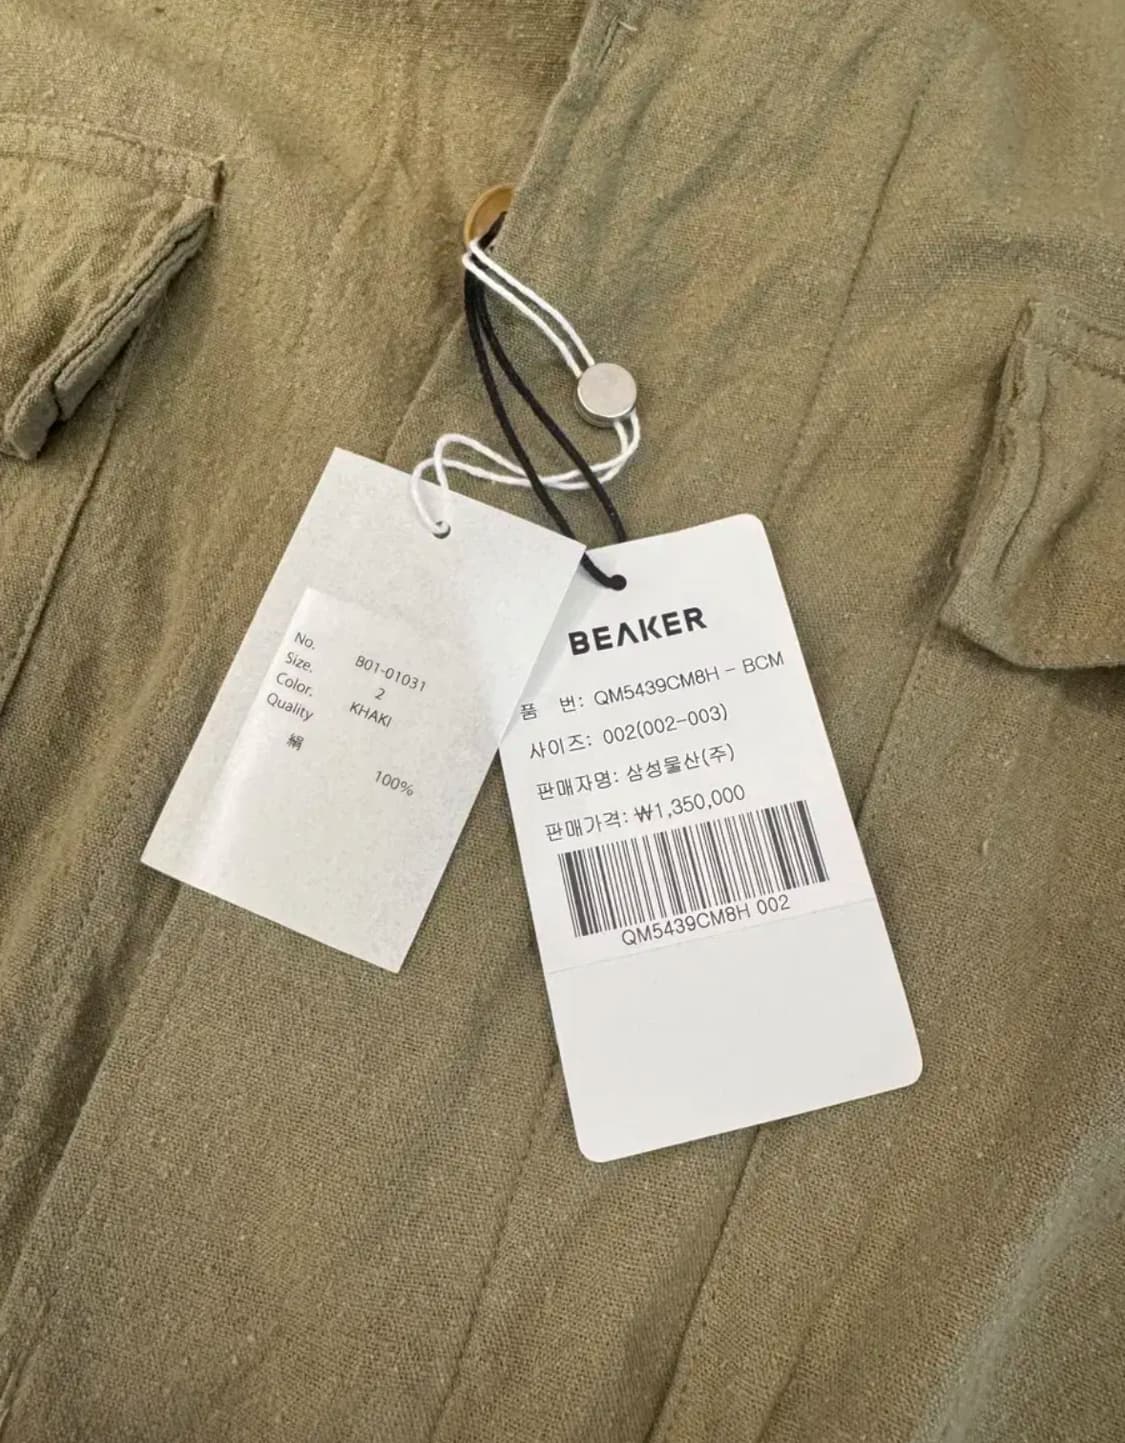 No. B01-01031
Size. 2
Color. KHAKI
Quality
絹 100%
BEAKER
품 번: QM5439CM8H - BCM
사이즈: 002(002-003)
판매자명: 삼성물산(주)
판매가격: ₩1,350,000
QM5439CM8H 002